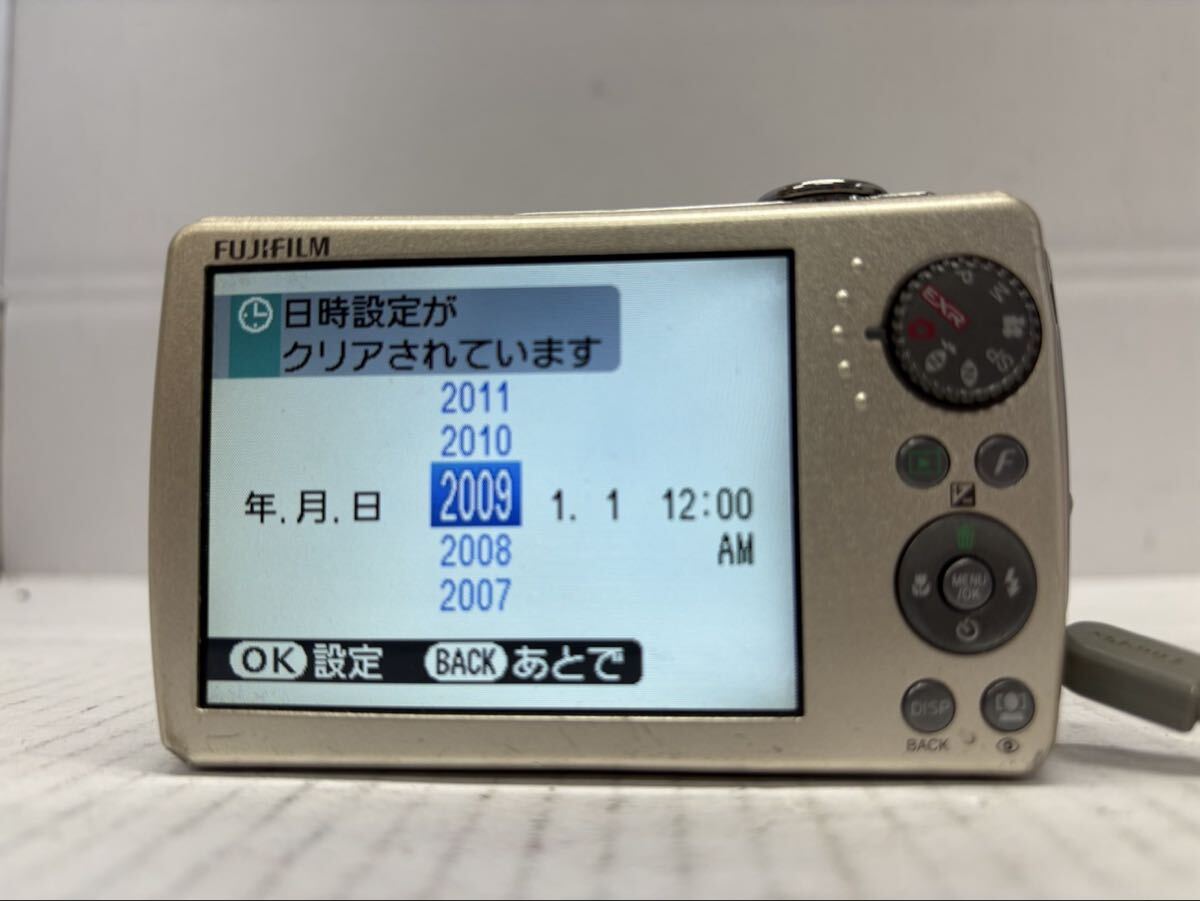 FUJIFILM
日時設定が
クリアされています
2011
2010
年.月.日 2009 1. 1 12:00
2008 AM
2007
OK 設定 BACK あとで
EXR
P
M
SP
F
MENU
/OK
DISP
BACK